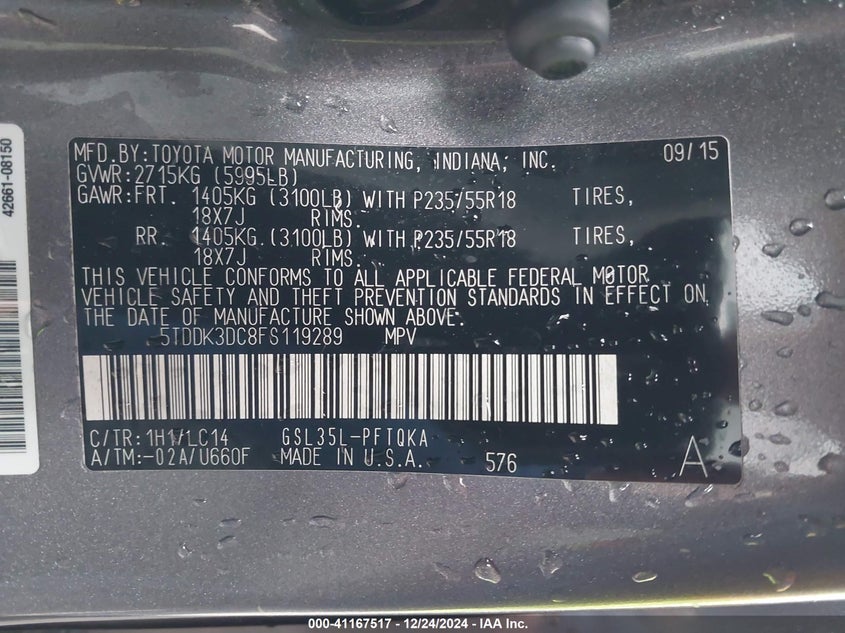 42661-08150
MFD.BY:TOYOTA MOTOR MANUFACTURING, INDIANA, INC. 09/15
GVWR:2715KG (5995LB)
GAWR:FRT. 1405KG (3100LB) WITH P235/55R18 TIRES,
18X7J RIMS.
RR. 1405KG (3100LB) WITH P235/55R18 TIRES,
18X7J RIMS.
THIS VEHICLE CONFORMS TO ALL APPLICABLE FEDERAL MOTOR
VEHICLE SAFETY AND THEFT PREVENTION STANDARDS IN EFFECT ON
THE DATE OF MANUFACTURE SHOWN ABOVE.
5TDDK3DC8FS119289 MPV
C/TR:1H1/LC14 GSL35L-PFTQKA
A/TM:-02A/U660F MADE IN U.S.A. 576 A
000-41167517 - 12/24/2024 - IAA Inc.